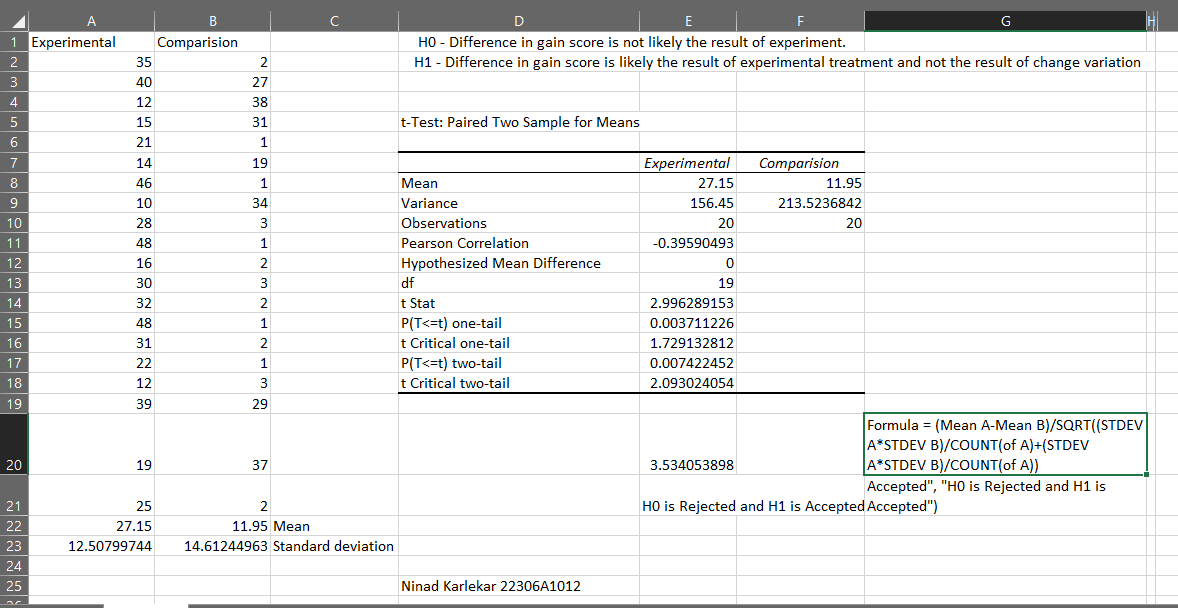 A B C D E F G H
1 Experimental Comparision H0 - Difference in gain score is not likely the result of experiment.
2 35 2 H1 - Difference in gain score is likely the result of experimental treatment and not the result of change variation
3 40 27
4 12 38
5 15 31 t-Test: Paired Two Sample for Means
6 21 1
7 14 19 Experimental Comparision
8 46 1 Mean 27.15 11.95
9 10 34 Variance 156.45 213.5236842
10 28 3 Observations 20 20
11 48 1 Pearson Correlation -0.39590493
12 16 2 Hypothesized Mean Difference 0
13 30 3 df 19
14 32 2 t Stat 2.996289153
15 48 1 P(T<=t) one-tail 0.003711226
16 31 2 t Critical one-tail 1.729132812
17 22 1 P(T<=t) two-tail 0.007422452
18 12 3 t Critical two-tail 2.093024054
19 39 29
Formula = (Mean A-Mean B)/SQRT((STDEV
A*STDEV B)/COUNT(of A)+(STDEV
20 19 37 3.534053898 A*STDEV B)/COUNT(of A))
Accepted", "H0 is Rejected and H1 is
21 25 2 H0 is Rejected and H1 is Accepted Accepted")
22 27.15 11.95 Mean
23 12.50799744 14.61244963 Standard deviation
24
25 Ninad Karlekar 22306A1012